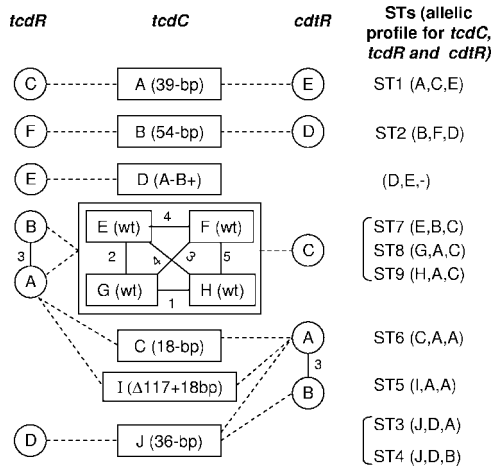 tcdR tcdC cdtR STs (allelic
profile for tcdC,
tcdR and cdtR)
C A (39-bp) E ST1 (A,C,E)
F B (54-bp) D ST2 (B,F,D)
E D (A-B+) (D,E,-)
B E (wt) 4 F (wt) ST7 (E,B,C)
3 2 4 3 5 C ST8 (G,A,C)
A G (wt) 1 H (wt) ST9 (H,A,C)
C (18-bp) A ST6 (C,A,A)
3
I (Δ117+18bp) B ST5 (I,A,A)
D J (36-bp) ST3 (J,D,A)
ST4 (J,D,B)